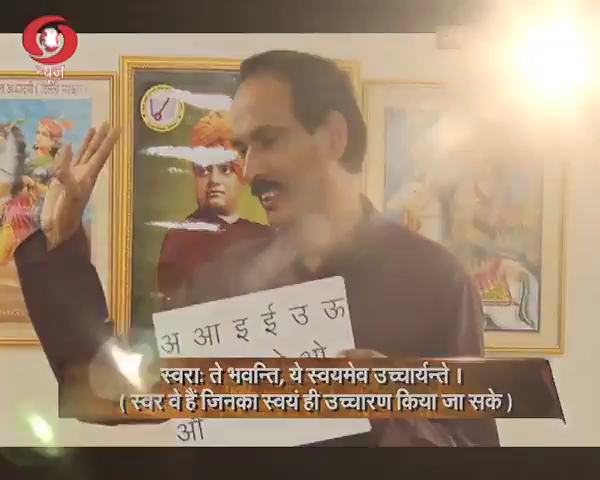 न्यूज़
अ आ इ ई उ ऊ
स्वराः ते भवन्ति, ये स्वयमेव उच्चार्यन्ते ।
( स्वर वे हैं जिनका स्वयं ही उच्चारण किया जा सके )